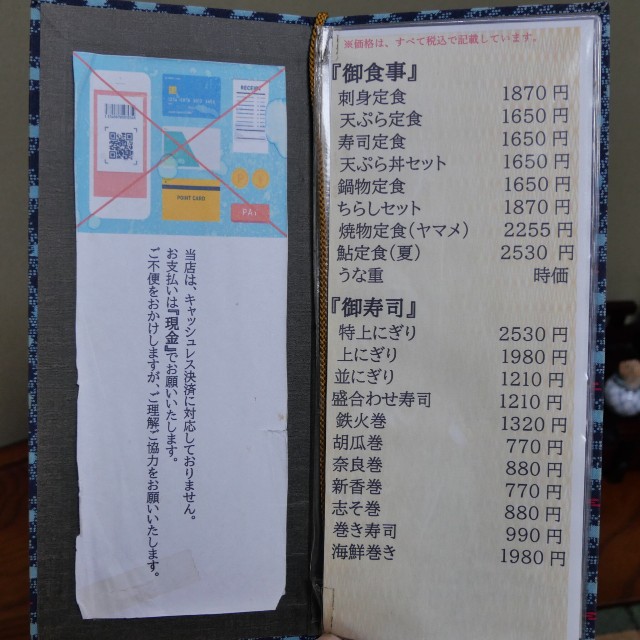 RECEIPT
POINT CARD
PAY
当店は、キャッシュレス決済に対応しておりません。
お支払いは『現金』でお願いいたします。
ご不便をおかけしますが、ご理解ご協力をお願いいたします。
※価格は、すべて税込で記載しています。
『御食事』
刺身定食 1870円
天ぷら定食 1650円
寿司定食 1650円
天ぷら丼セット 1650円
鍋物定食 1650円
ちらしセット 1870円
焼物定食(ヤマメ) 2255円
鮎定食(夏) 2530円
うな重 時価
『御寿司』
特上にぎり 2530円
上にぎり 1980円
並にぎり 1210円
盛合わせ寿司 1210円
鉄火巻 1320円
胡瓜巻 770円
奈良巻 880円
新香巻 770円
志そ巻 880円
巻き寿司 990円
海鮮巻き 1980円